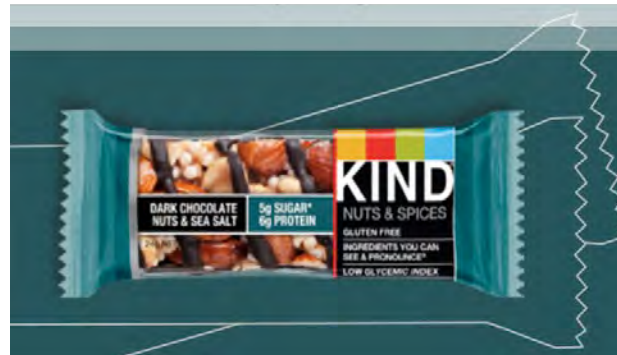 DARK CHOCOLATE
NUTS & SEA SALT
5g SUGAR*
6g PROTEIN
KIND
NUTS & SPICES
GLUTEN FREE
INGREDIENTS YOU CAN
SEE & PRONOUNCE®
LOW GLYCEMIC INDEX